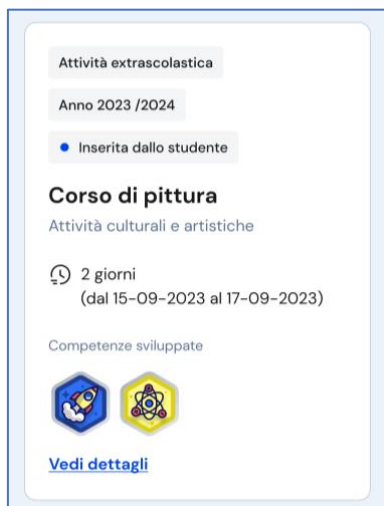 Attività extrascolastica
Anno 2023 /2024
Inserita dallo studente
Corso di pittura
Attività culturali e artistiche
2 giorni
(dal 15-09-2023 al 17-09-2023)
Competenze sviluppate
Vedi dettagli